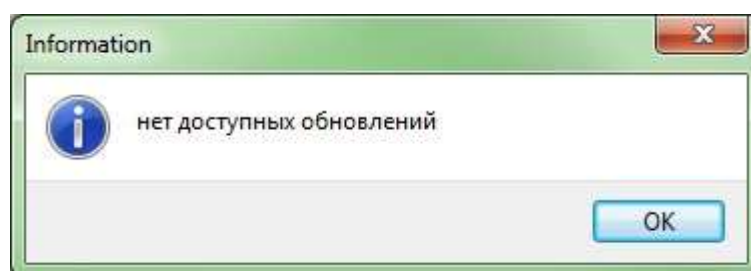 Information
нет доступных обновлений
OK